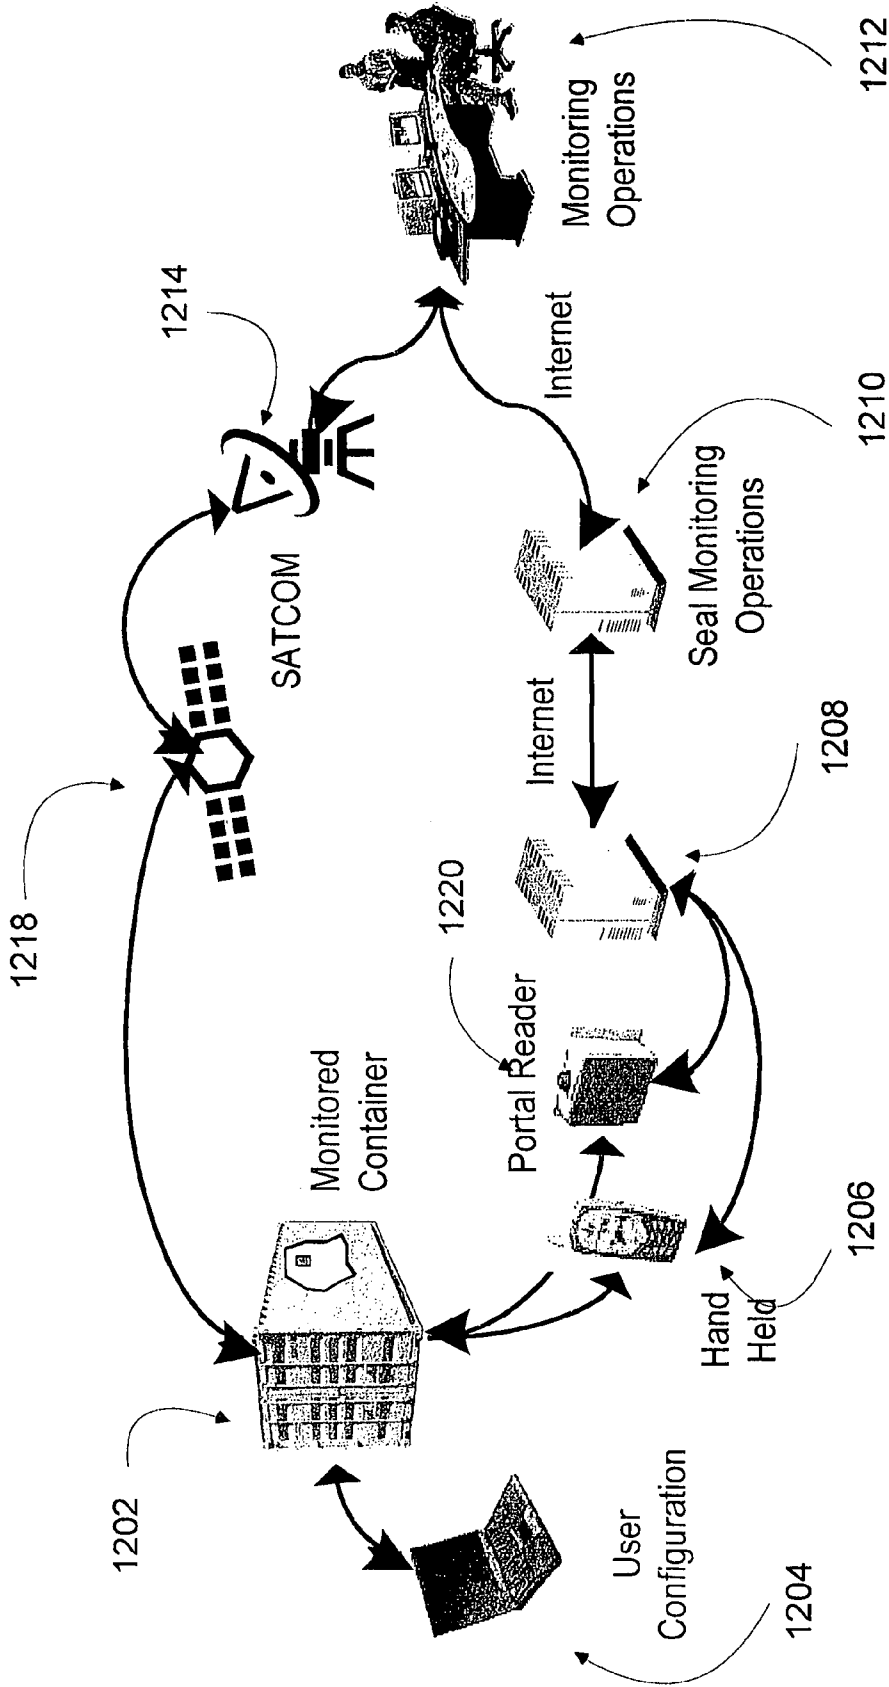 1202
1218
1214
1212
Monitored
Container
SATCOM
Monitoring
Operations
User
Configuration
1204
Hand
Held
1206
Portal Reader
1220
1208
Internet
Seal Monitoring
Operations
1210
Internet